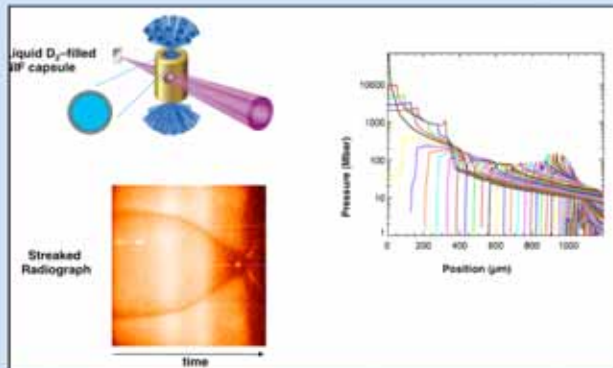 Liquid D₂–filled
NIF capsule
Streaked
Radiograph
time
Pressure (Mbar)
10000
1000
100
10
1
0 200 400 600 800 1000
Position (μm)